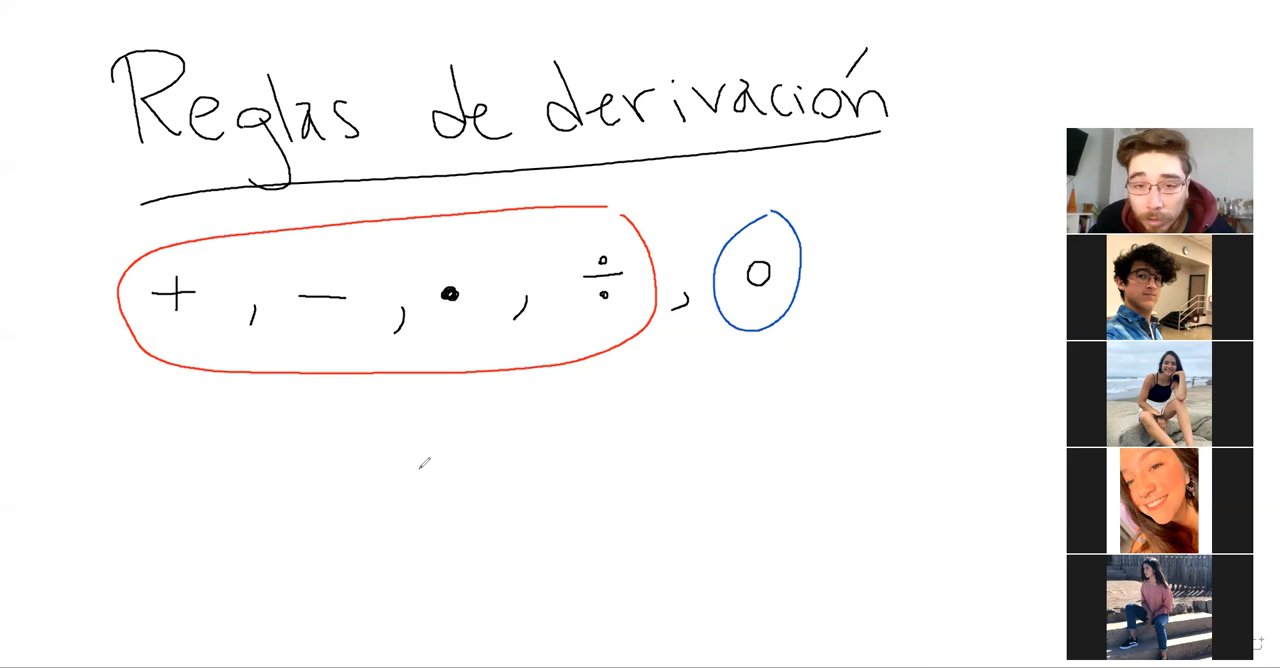 Reglas de derivación
+ , − , • , ÷ , ∘